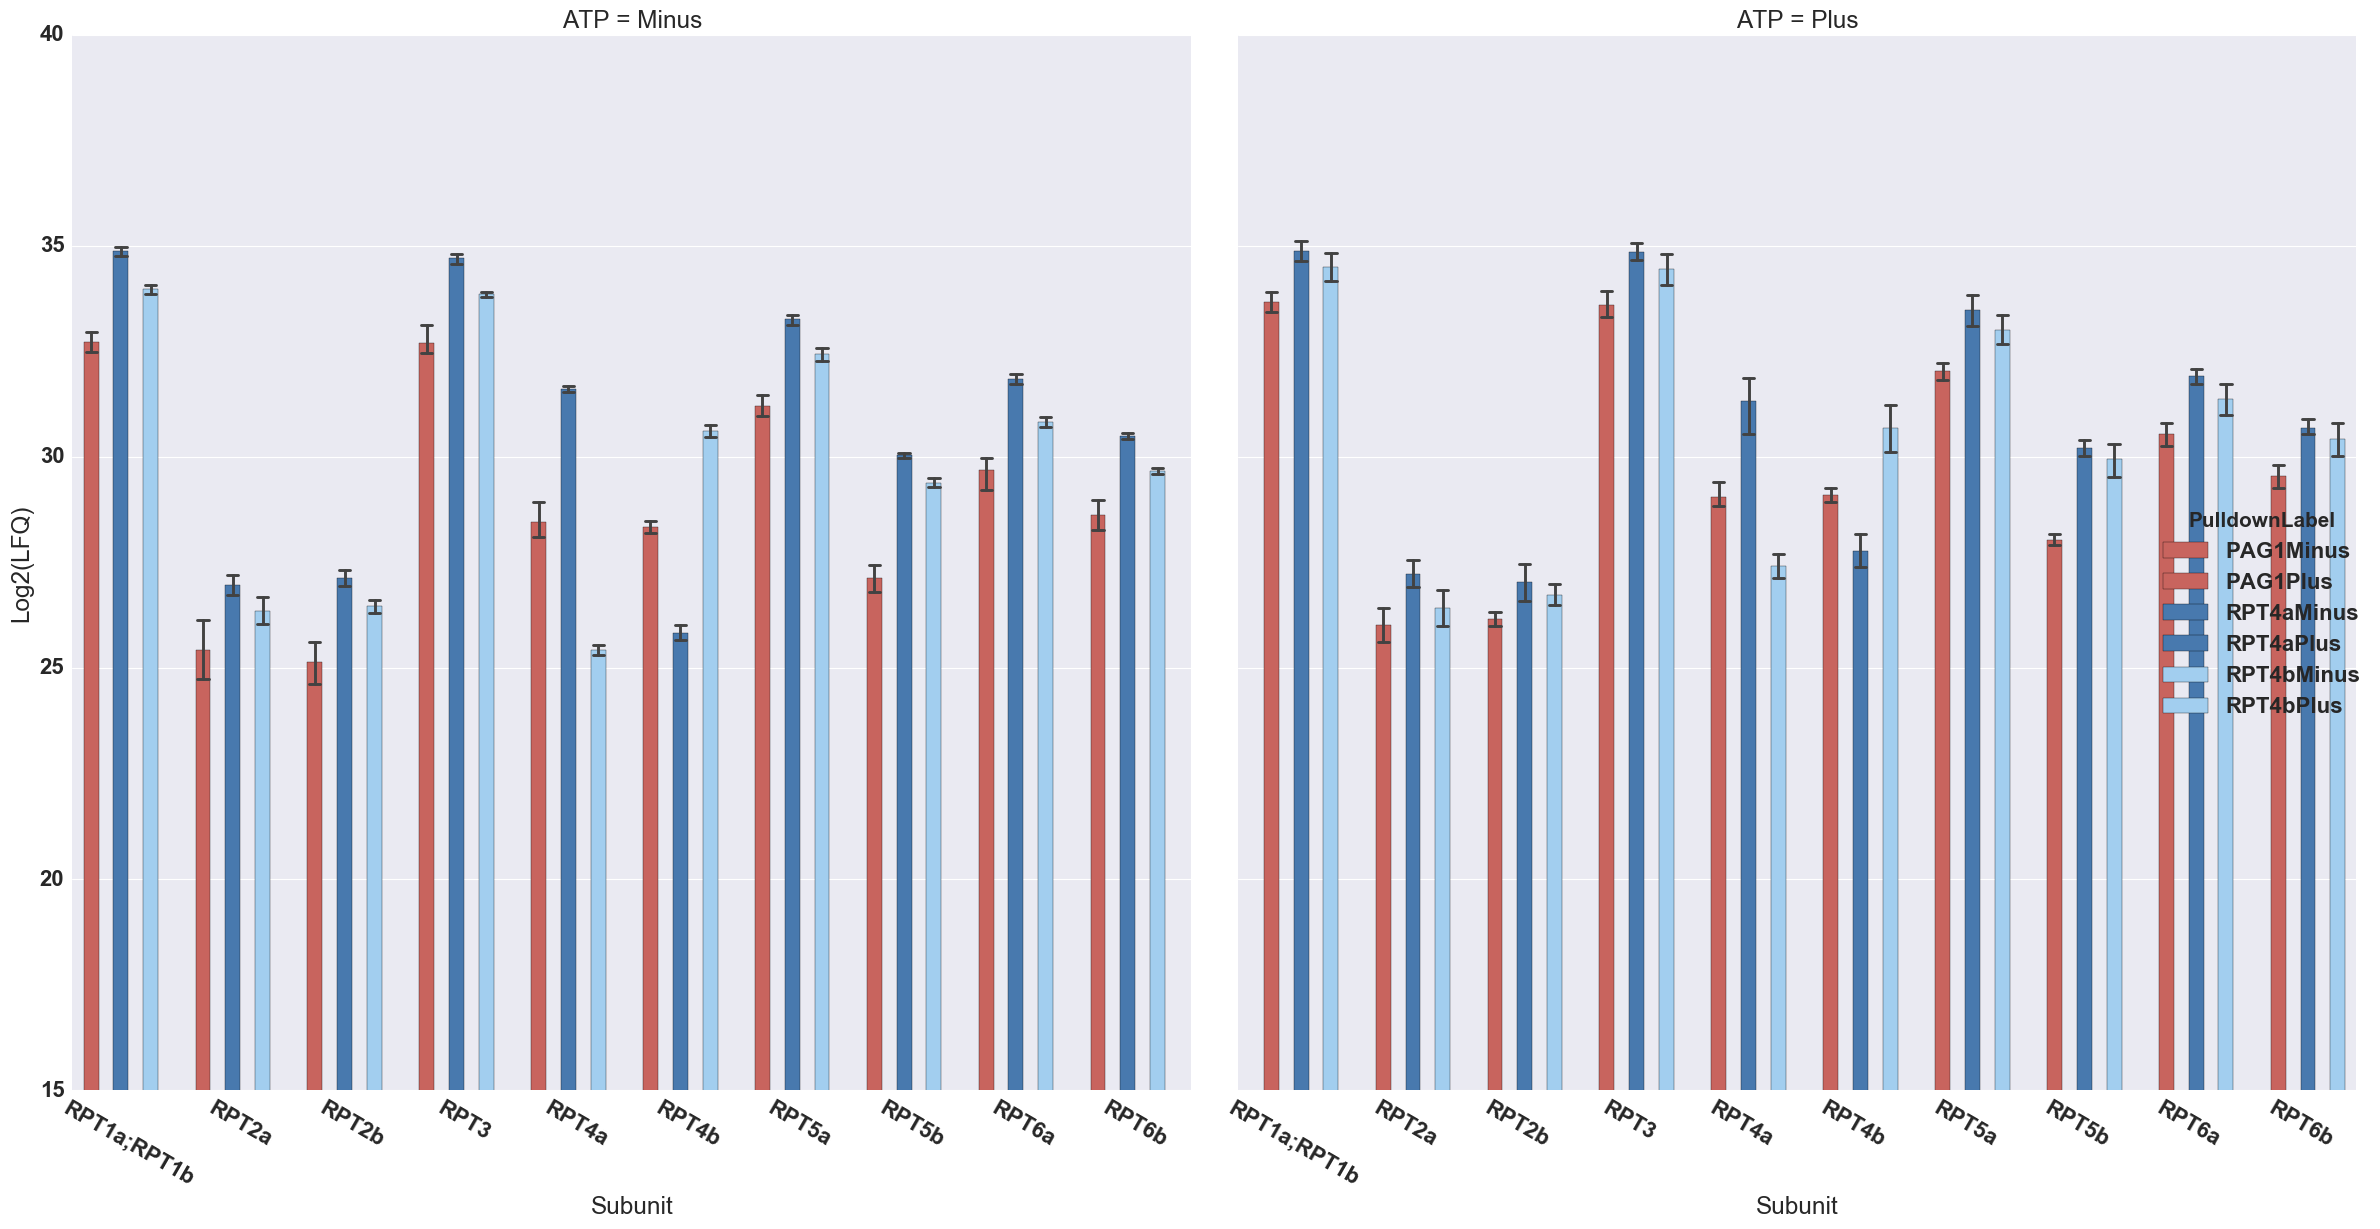 ATP = Minus
ATP = Plus
40
35
30
25
20
15
Log2(LFQ)
PulldownLabel
PAG1Minus
PAG1Plus
RPT4aMinus
RPT4aPlus
RPT4bMinus
RPT4bPlus
RPT1a;RPT1b
RPT2a
RPT2b
RPT3
RPT4a
RPT4b
RPT5a
RPT5b
RPT6a
RPT6b
RPT1a;RPT1b
RPT2a
RPT2b
RPT3
RPT4a
RPT4b
RPT5a
RPT5b
RPT6a
RPT6b
Subunit
Subunit